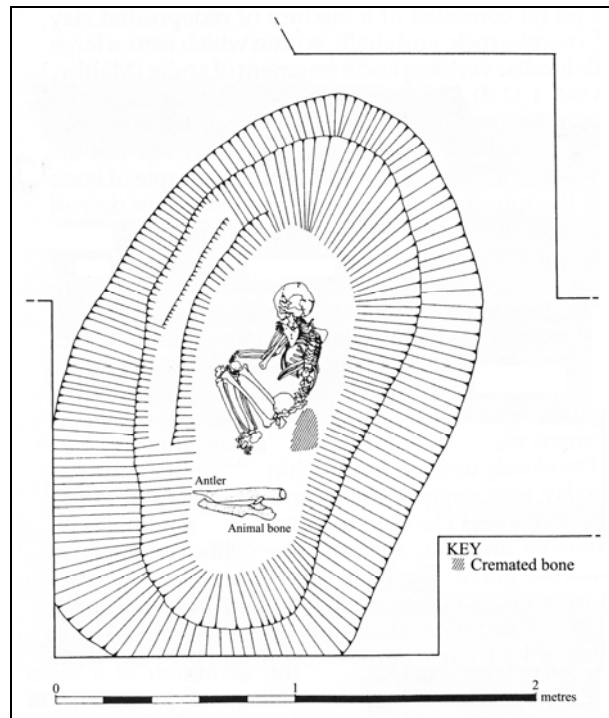 Antler
Animal bone
KEY
Cremated bone
0 1 2
metres